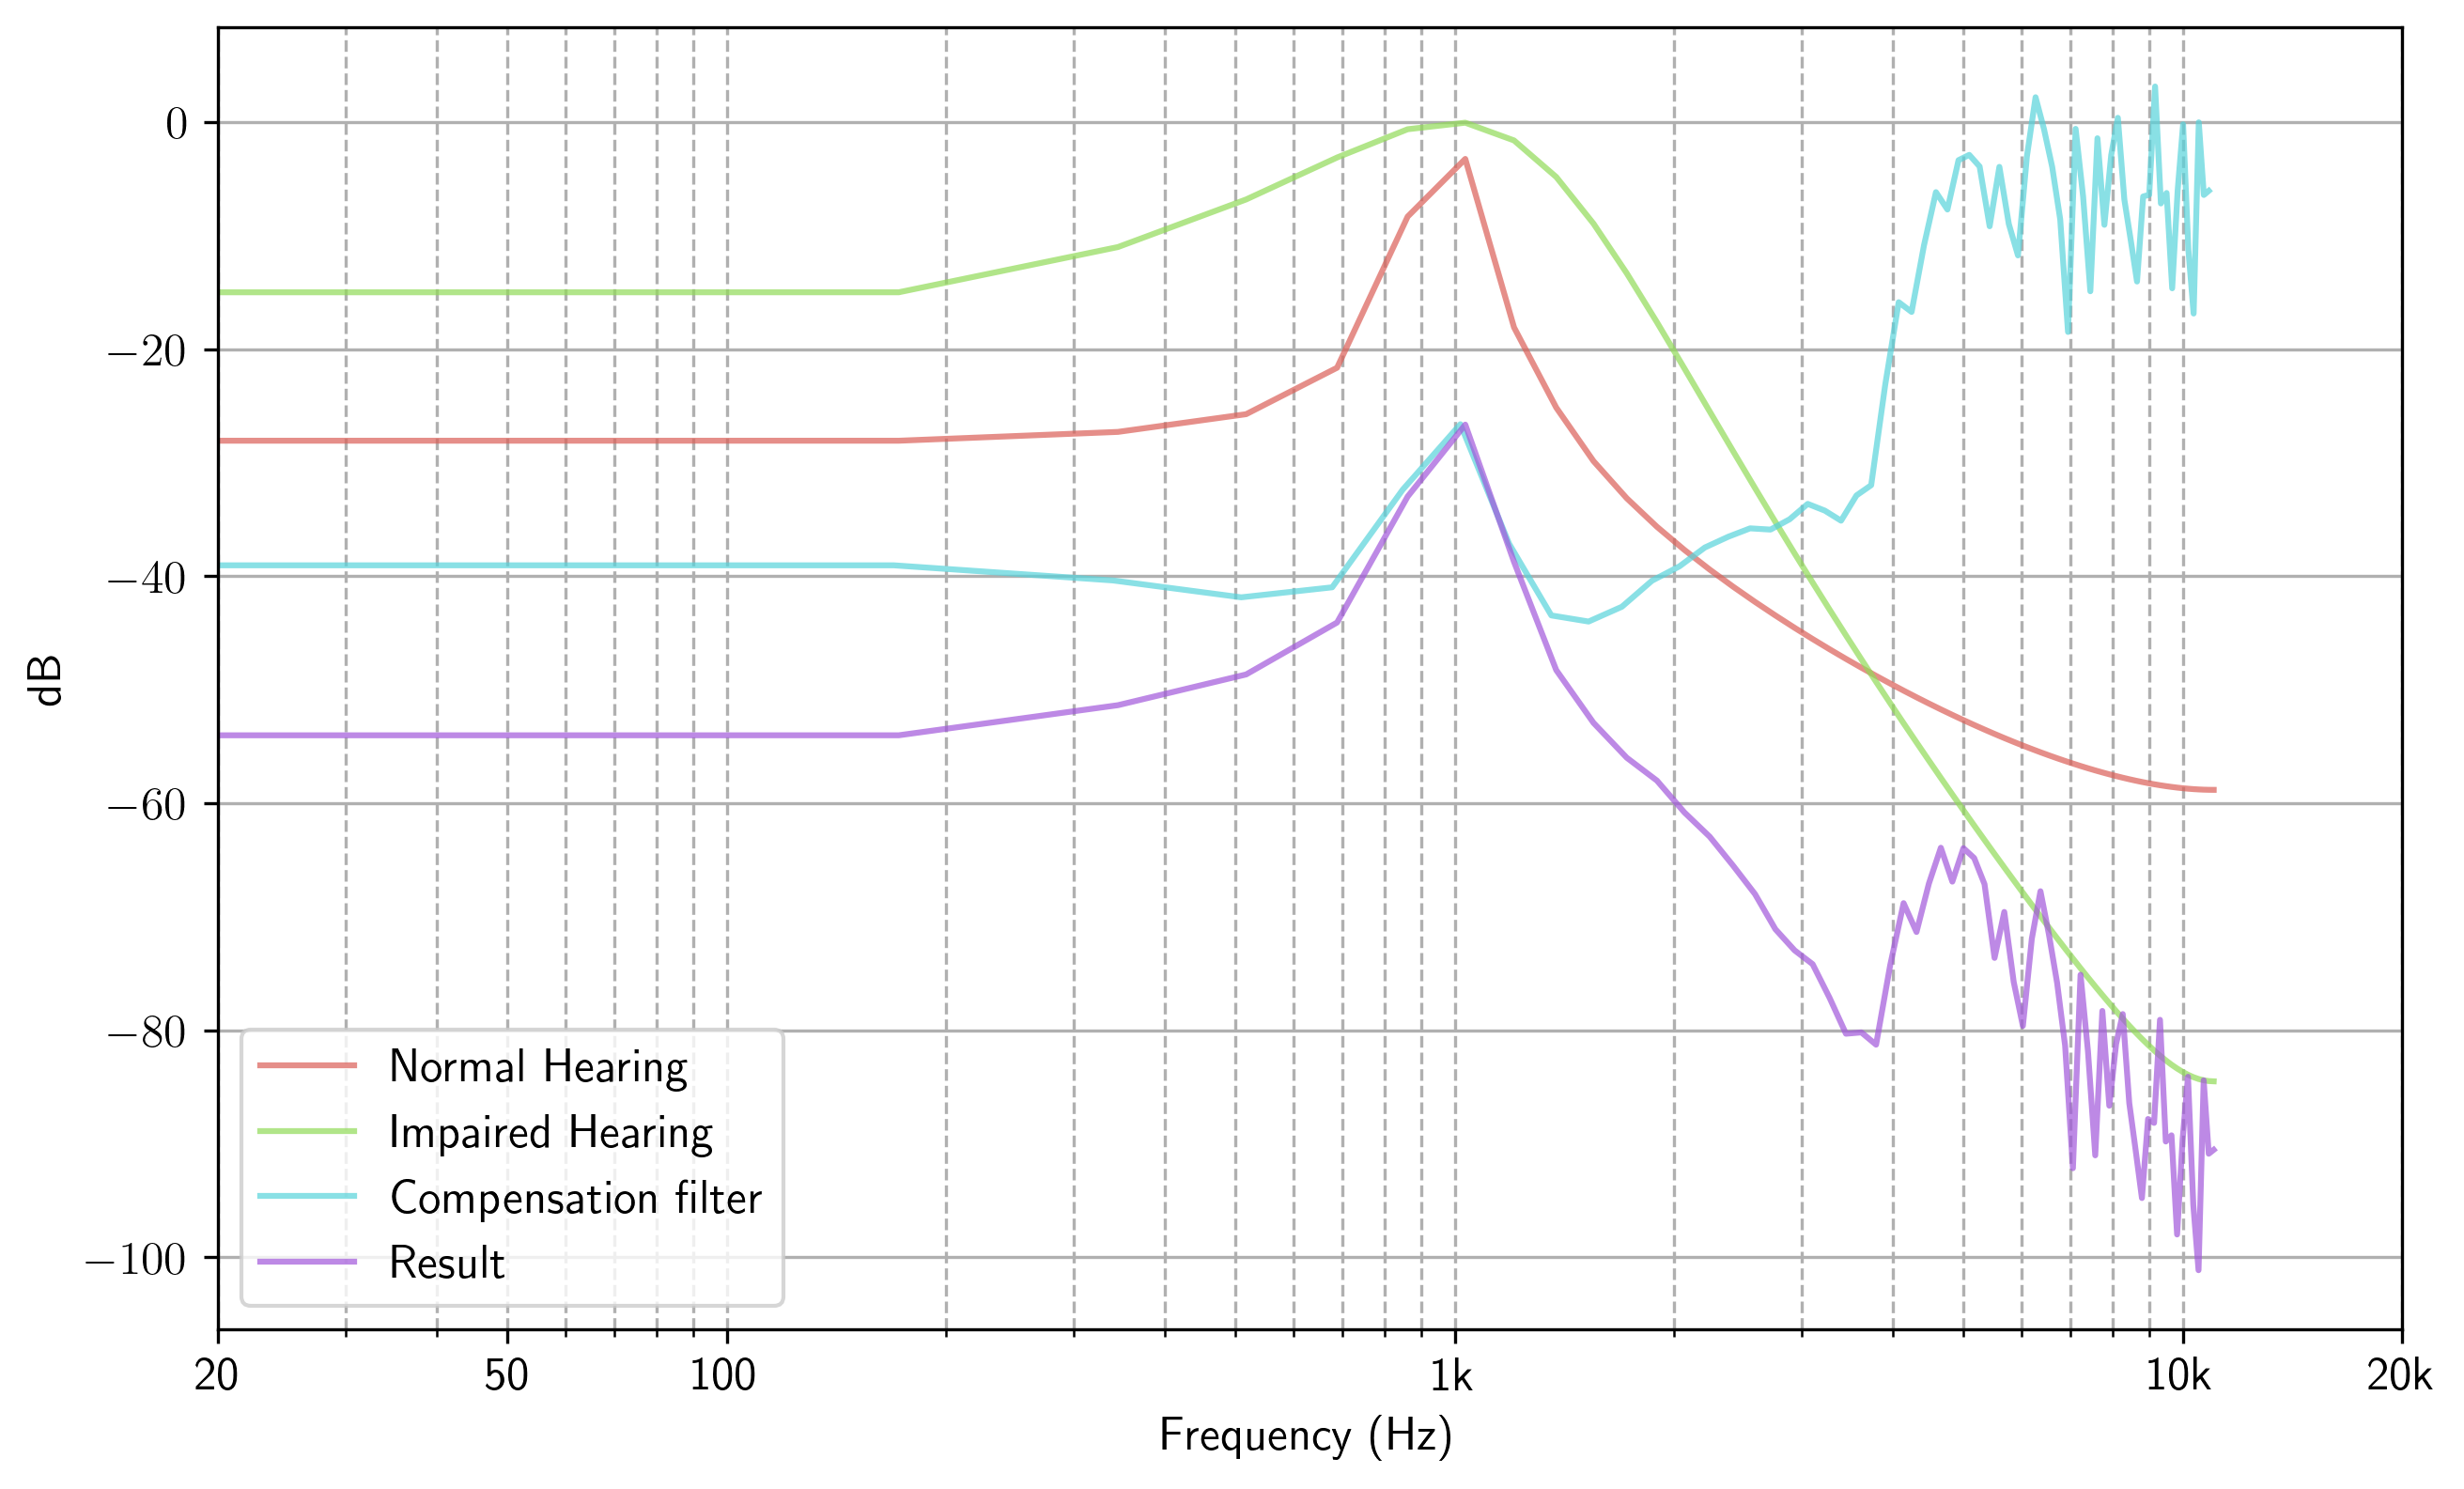 0
−20
−40
−60
−80
−100
dB
Normal Hearing
Impaired Hearing
Compensation filter
Result
20 50 100 1k 10k 20k
Frequency (Hz)